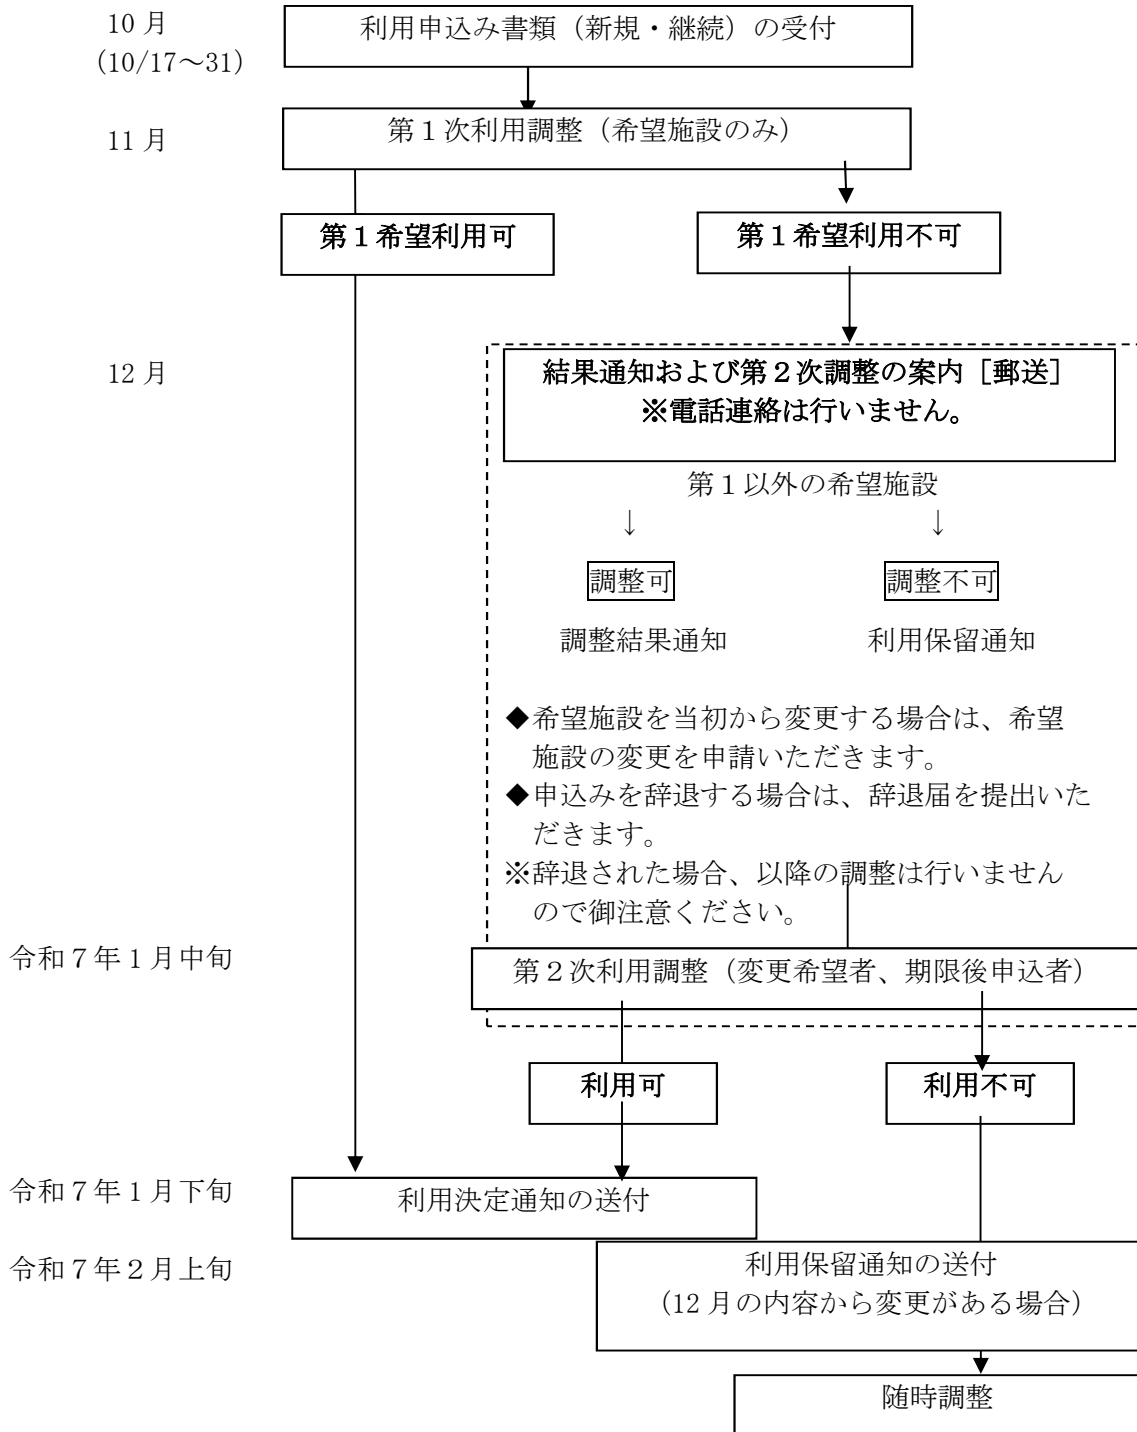 10 月
（10/17～31）
利用申込み書類（新規・継続）の受付
11 月
第１次利用調整（希望施設のみ）
第１希望利用可
第１希望利用不可
12 月
結果通知および第２次調整の案内［郵送］
※電話連絡は行いません。
第１以外の希望施設
↓ ↓
調整可 調整不可
調整結果通知 利用保留通知
◆希望施設を当初から変更する場合は、希望
施設の変更を申請いただきます。
◆申込みを辞退する場合は、辞退届を提出いた
だきます。
※辞退された場合、以降の調整は行いません
ので御注意ください。
令和７年１月中旬
第２次利用調整（変更希望者、期限後申込者）
利用可
利用不可
令和７年１月下旬
利用決定通知の送付
令和７年２月上旬
利用保留通知の送付
（12 月の内容から変更がある場合）
随時調整